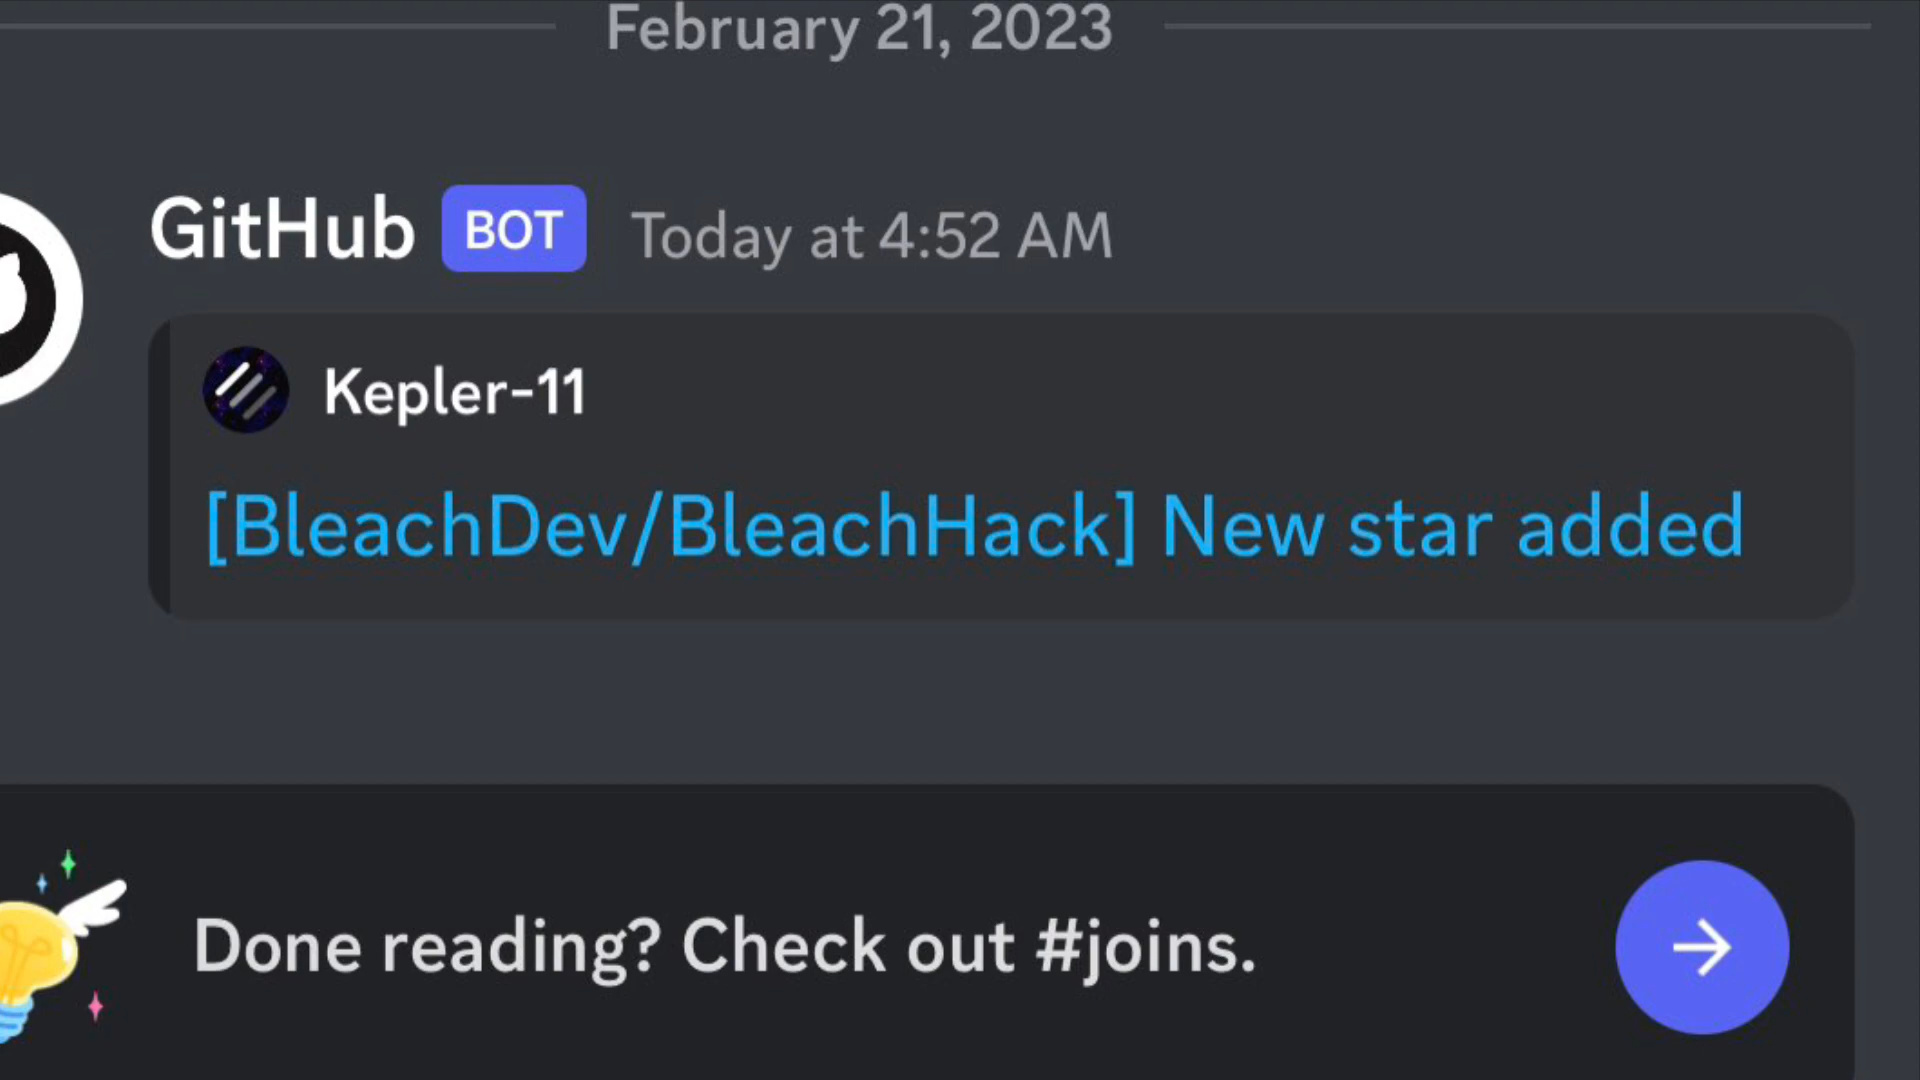 February 21, 2023
GitHub BOT Today at 4:52 AM
Kepler-11
[BleachDev/BleachHack] New star added
Done reading? Check out #joins.